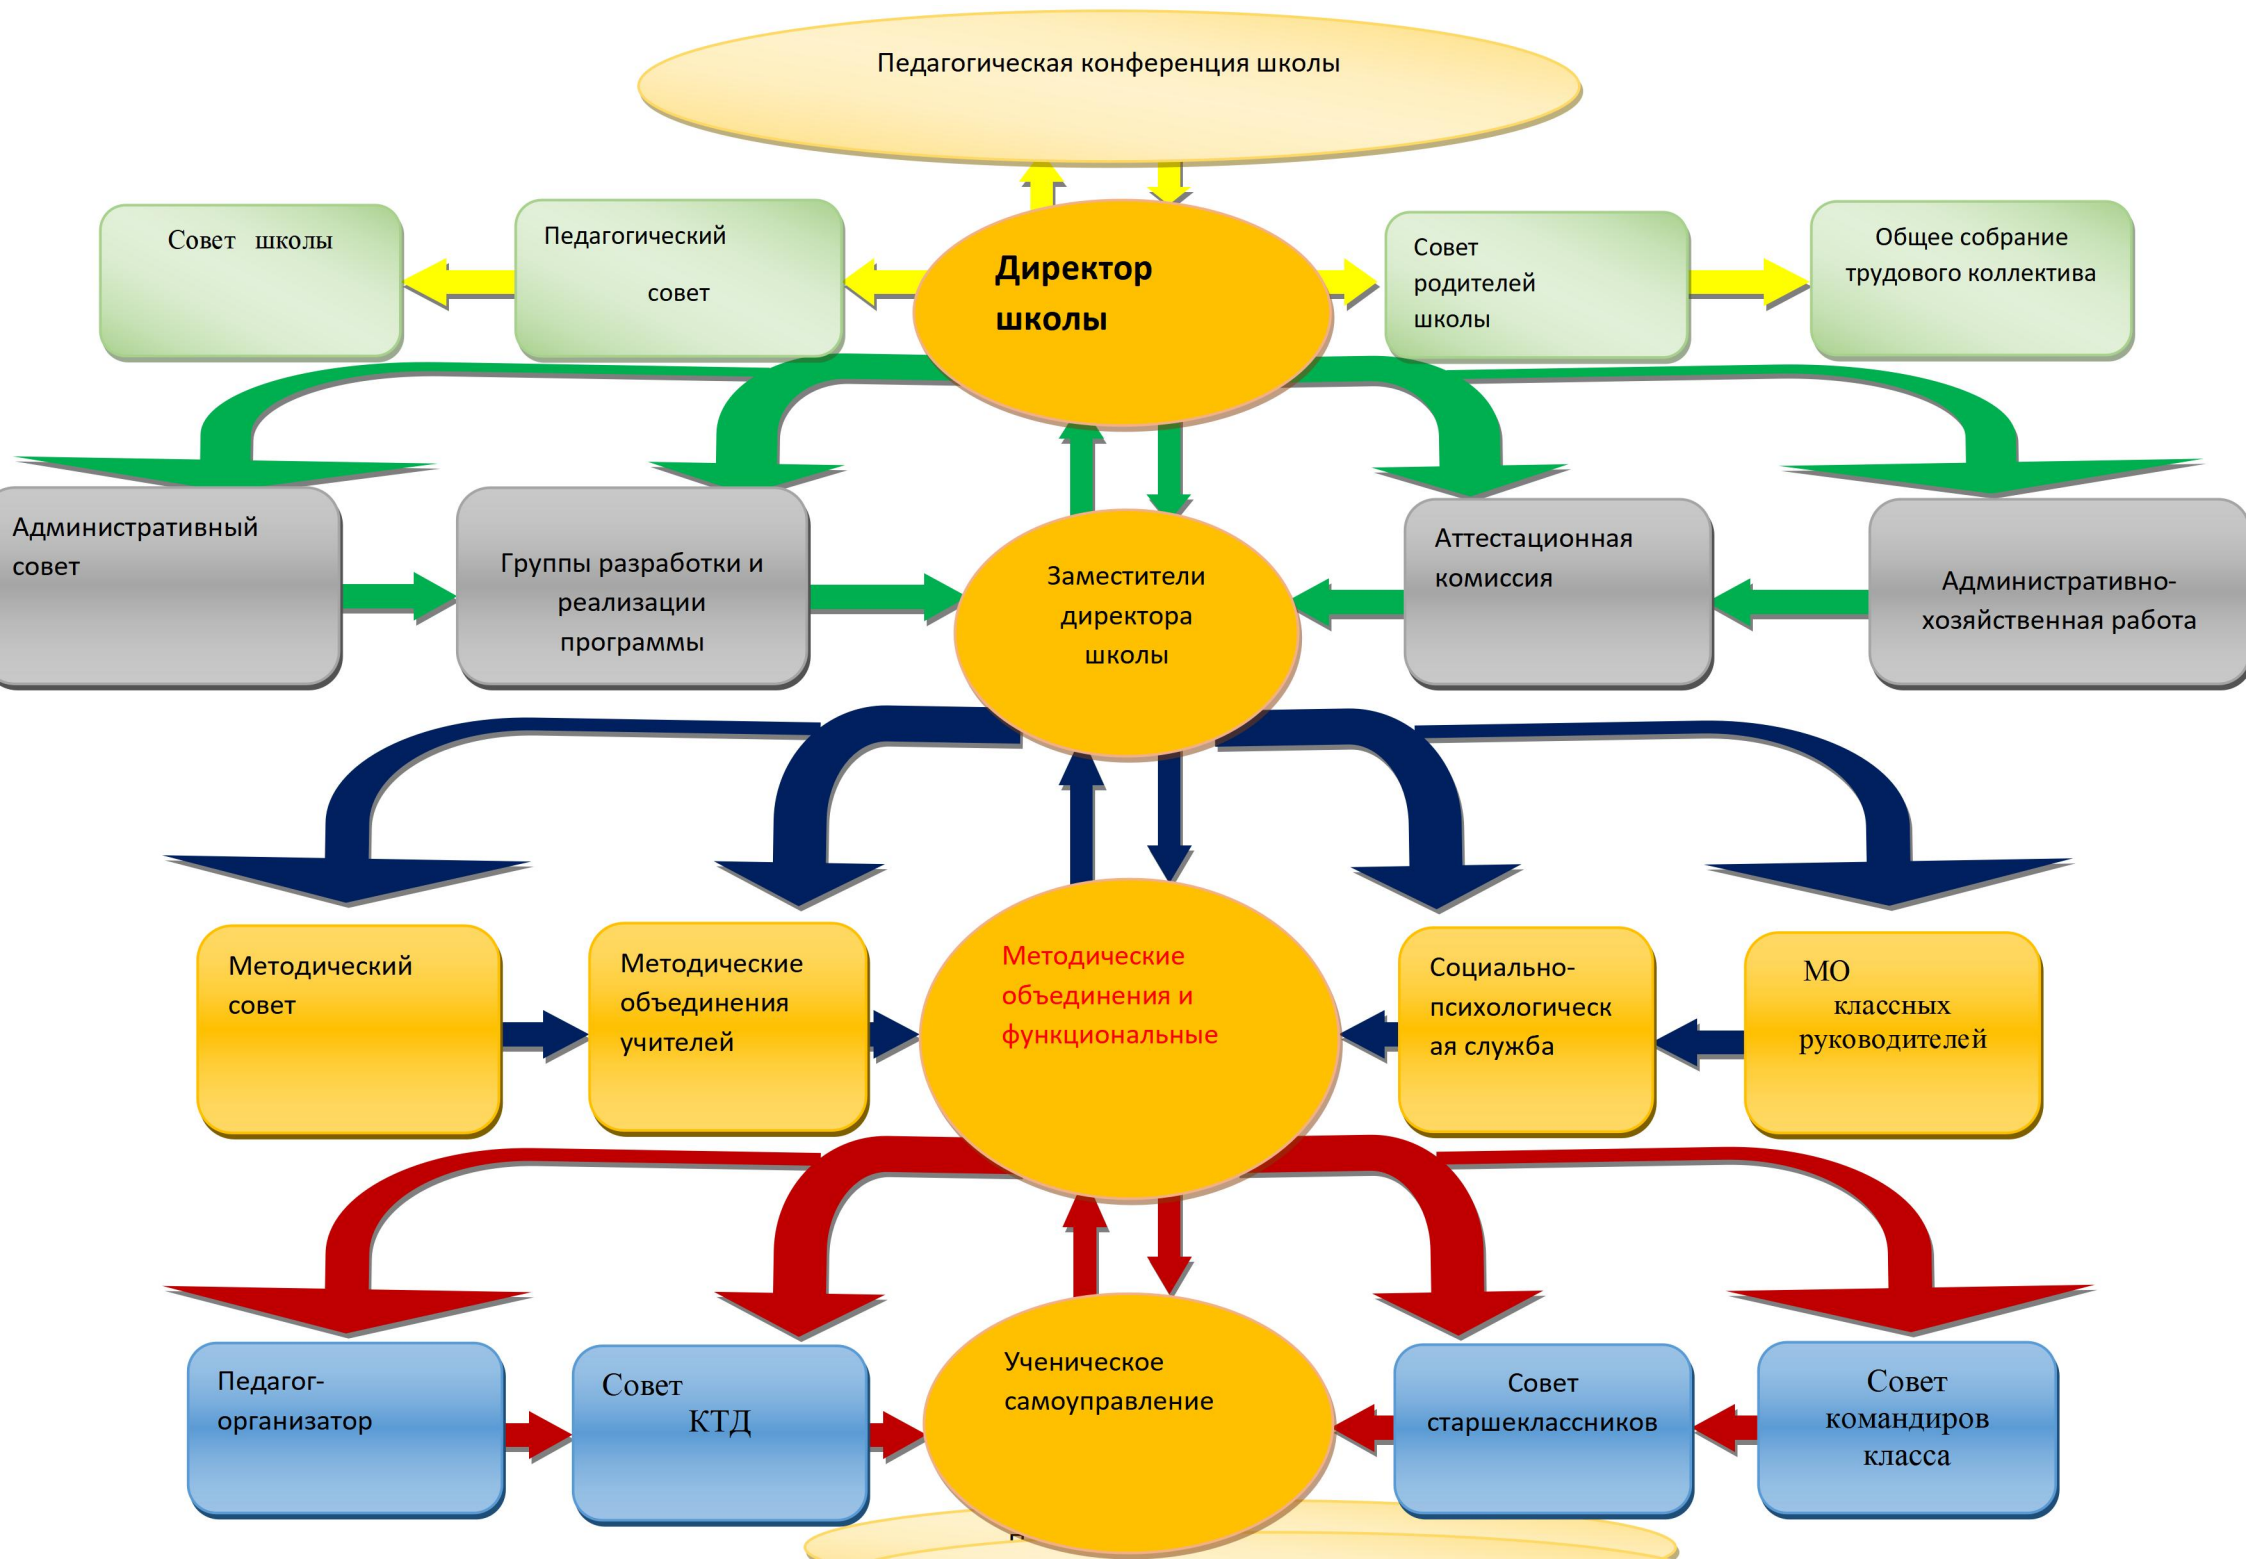 Педагогическая конференция школы
Совет школы
Педагогический
совет
Директор
школы
Совет
родителей
школы
Общее собрание
трудового коллектива
Административный
совет
Группы разработки и
реализации
программы
Заместители
директора
школы
Аттестационная
комиссия
Административно-
хозяйственная работа
Методический
совет
Методические
объединения
учителей
Методические
объединения и
функциональные
Социально-
психологическ
ая служба
МО
классных
руководителей
Педагог-
организатор
Совет
КТД
Ученическое
самоуправление
Совет
старшеклассников
Совет
командиров
класса